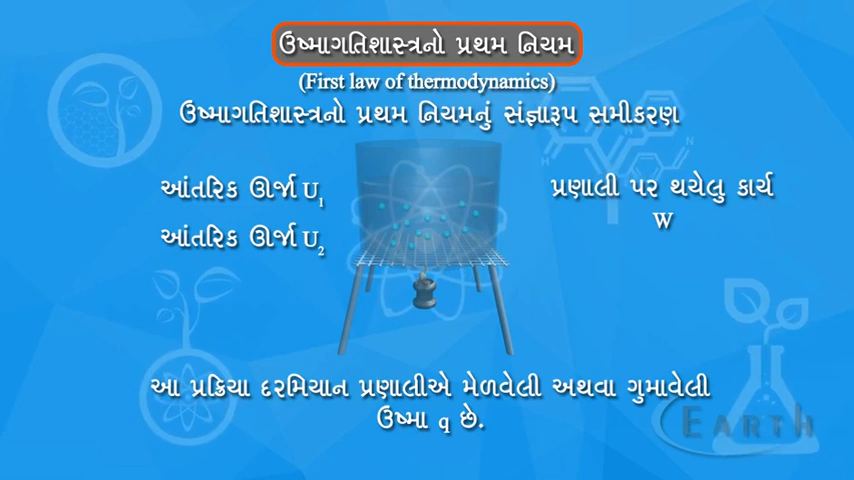 ઉષ્માગતિશાસ્ત્રનો પ્રથમ નિયમ
(First law of thermodynamics)
ઉષ્માગતિશાસ્ત્રનો પ્રથમ નિયમનું સંજ્ઞારૂપ સમીકરણ
આંતરિક ઊર્જા U₁
પ્રણાલી પર થયેલુ કાર્ય
W
આંતરિક ઊર્જા U₂
આ પ્રક્રિયા દરમિયાન પ્રણાલીએ મેળવેલી અથવા ગુમાવેલી
ઉષ્મા q છે.
EARTH